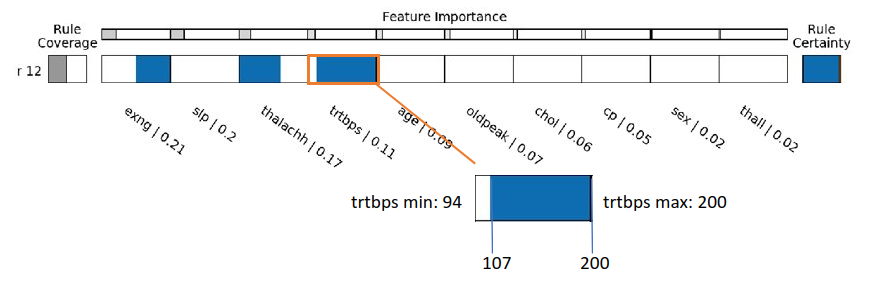 Feature Importance
Rule
Coverage
Rule
Certainty
r 12
exng | 0.21
slp | 0.2
thalachh | 0.17
trtbps | 0.11
age | 0.09
oldpeak | 0.07
chol | 0.06
cp | 0.05
sex | 0.02
thall | 0.02
trtbps min: 94
trtbps max: 200
107
200